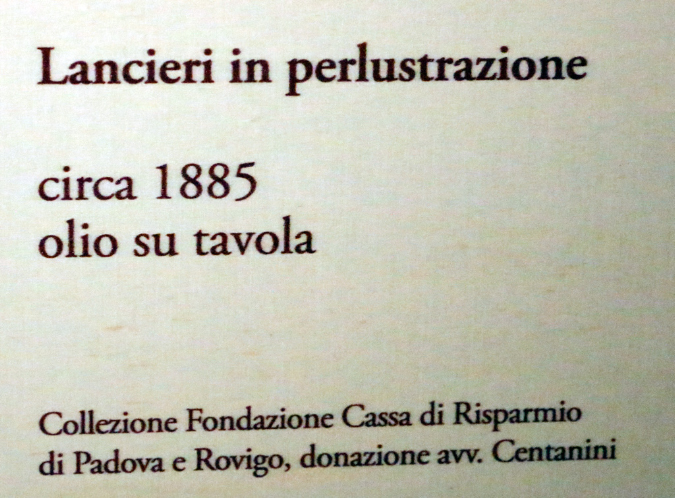 Lancieri in perlustrazione
circa 1885
olio su tavola
Collezione Fondazione Cassa di Risparmio
di Padova e Rovigo, donazione avv. Centanini